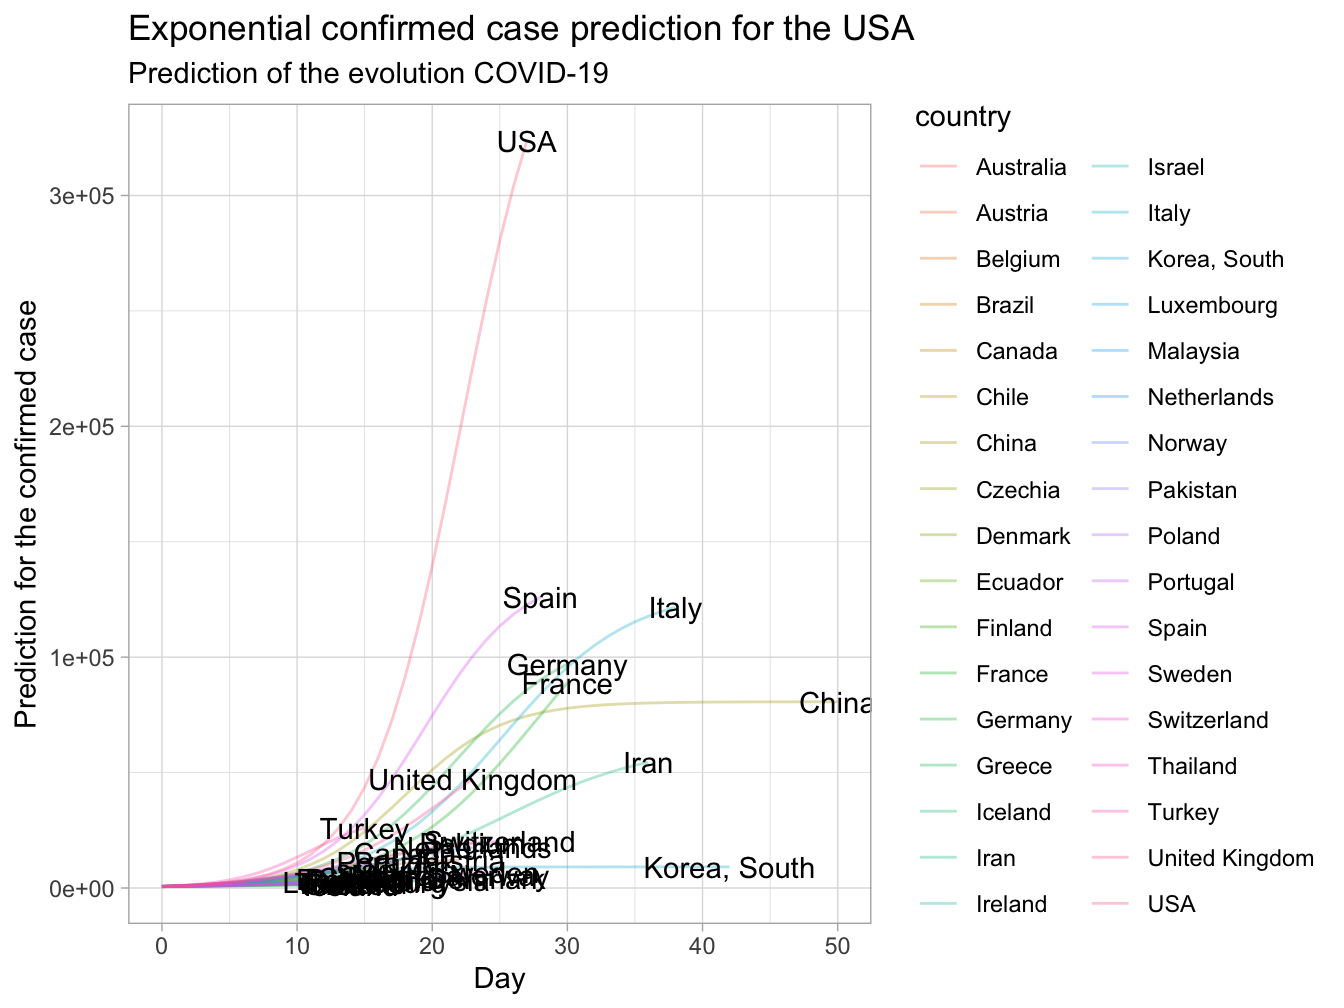 Exponential confirmed case prediction for the USA
Prediction of the evolution COVID-19
Prediction for the confirmed case
3e+05
2e+05
1e+05
0e+00
USA
Spain
Italy
Germany
France
China
Iran
United Kingdom
Turkey
Switzerland
Korea, South
0
10
20
30
40
50
Day
country
Australia
Austria
Belgium
Brazil
Canada
Chile
China
Czechia
Denmark
Ecuador
Finland
France
Germany
Greece
Iceland
Iran
Ireland
Israel
Italy
Korea, South
Luxembourg
Malaysia
Netherlands
Norway
Pakistan
Poland
Portugal
Spain
Sweden
Switzerland
Thailand
Turkey
United Kingdom
USA